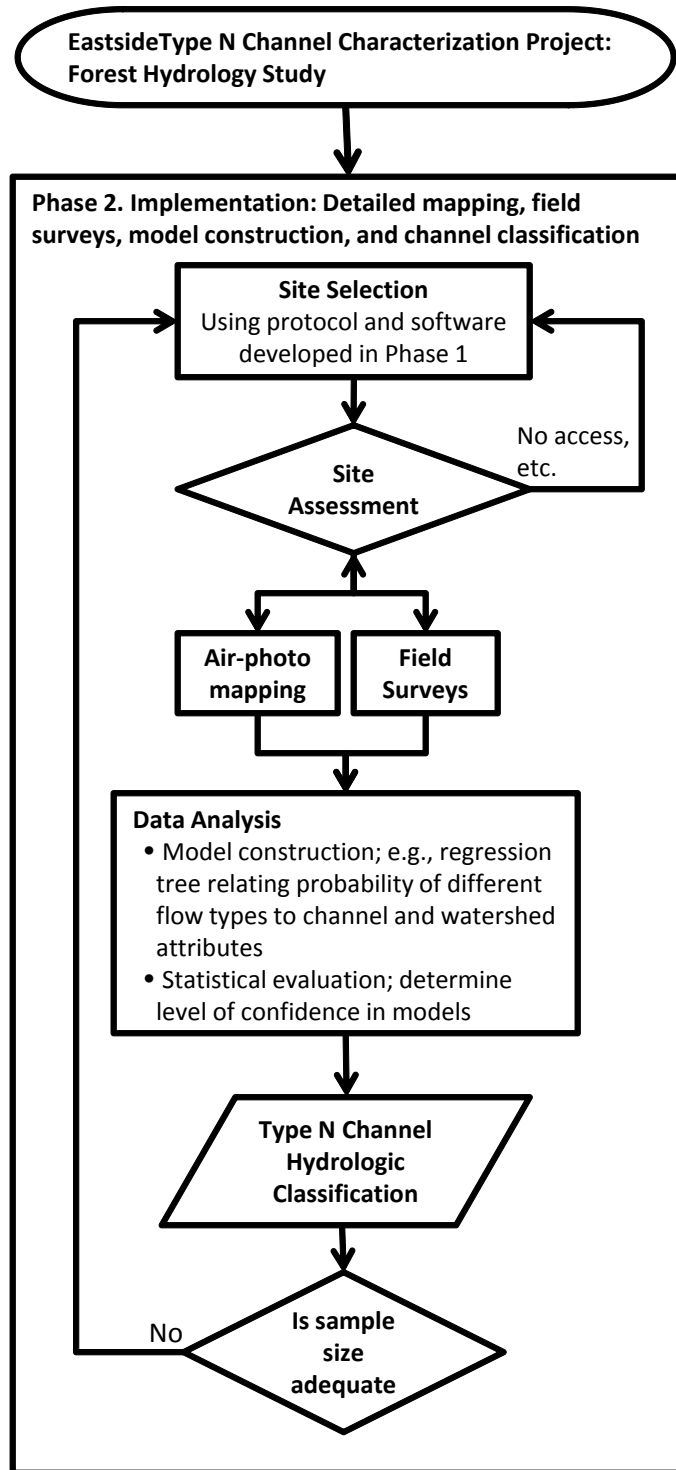 EastsideType N Channel Characterization Project:
Forest Hydrology Study
Phase 2. Implementation: Detailed mapping, field
surveys, model construction, and channel classification
Site Selection
Using protocol and software
developed in Phase 1
No access,
etc.
Site
Assessment
Air-photo
mapping
Field
Surveys
Data Analysis
• Model construction; e.g., regression
tree relating probability of different
flow types to channel and watershed
attributes
• Statistical evaluation; determine
level of confidence in models
Type N Channel
Hydrologic
Classification
No
Is sample
size
adequate